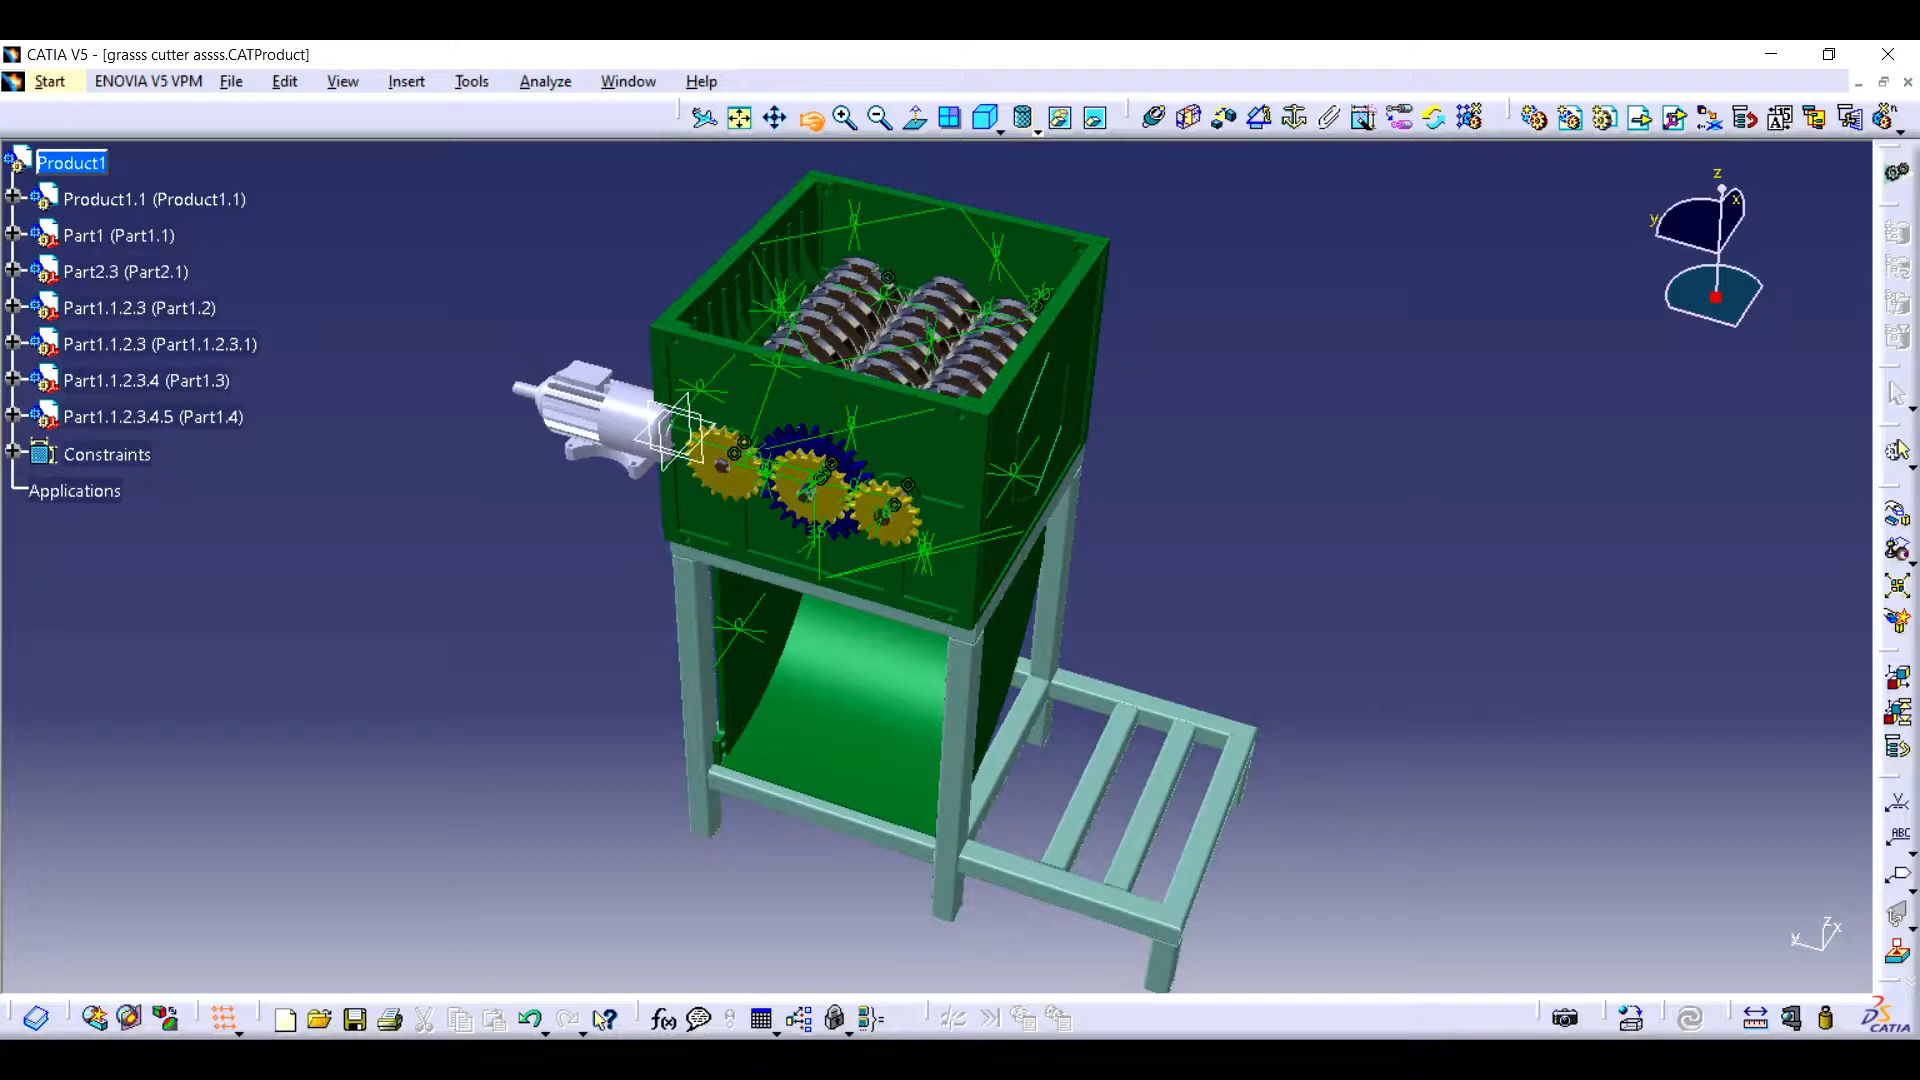 CATIA V5 - [grasss cutter assss.CATProduct]
Start ENOVIA V5 VPM File Edit View Insert Tools Analyze Window Help
Product1
Product1.1 (Product1.1)
Part1 (Part1.1)
Part2.3 (Part2.1)
Part1.1.2.3 (Part1.2)
Part1.1.2.3 (Part1.1.2.3.1)
Part1.1.2.3.4 (Part1.3)
Part1.1.2.3.4.5 (Part1.4)
Constraints
Applications
z
x
y
ABC
z
x
y
f(x)
CATIA